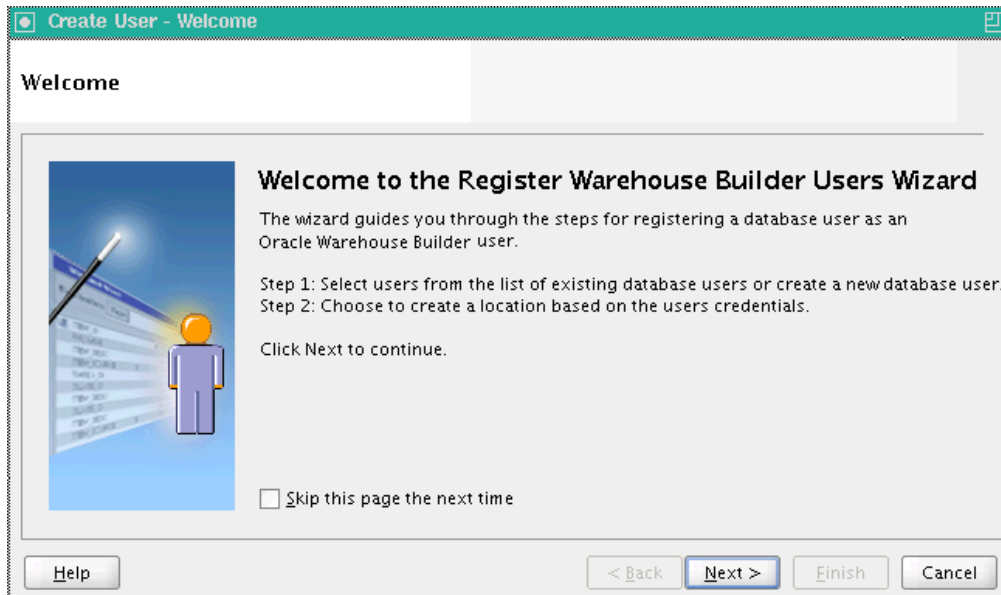 Create User - Welcome
Welcome
Welcome to the Register Warehouse Builder Users Wizard
The wizard guides you through the steps for registering a database user as an
Oracle Warehouse Builder user.
Step 1: Select users from the list of existing database users or create a new database user.
Step 2: Choose to create a location based on the users credentials.
Click Next to continue.
Skip this page the next time
Help
< Back
Next >
Finish
Cancel